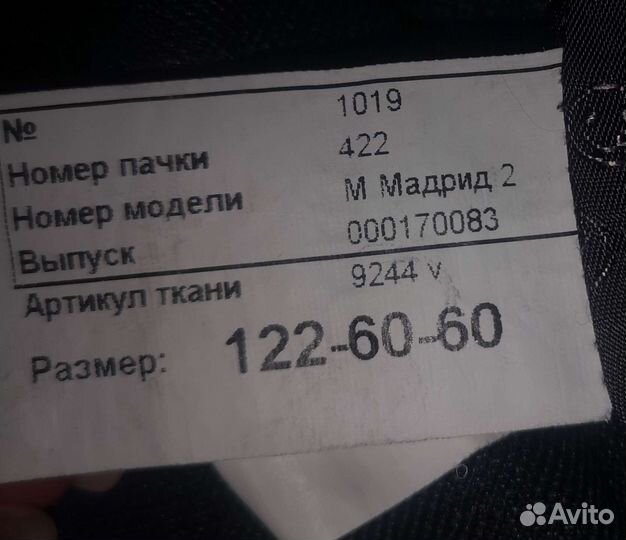 № 1019
Номер пачки 422
Номер модели М Мадрид 2
Выпуск 000170083
Артикул ткани 9244 v
Размер: 122-60-60
Avito